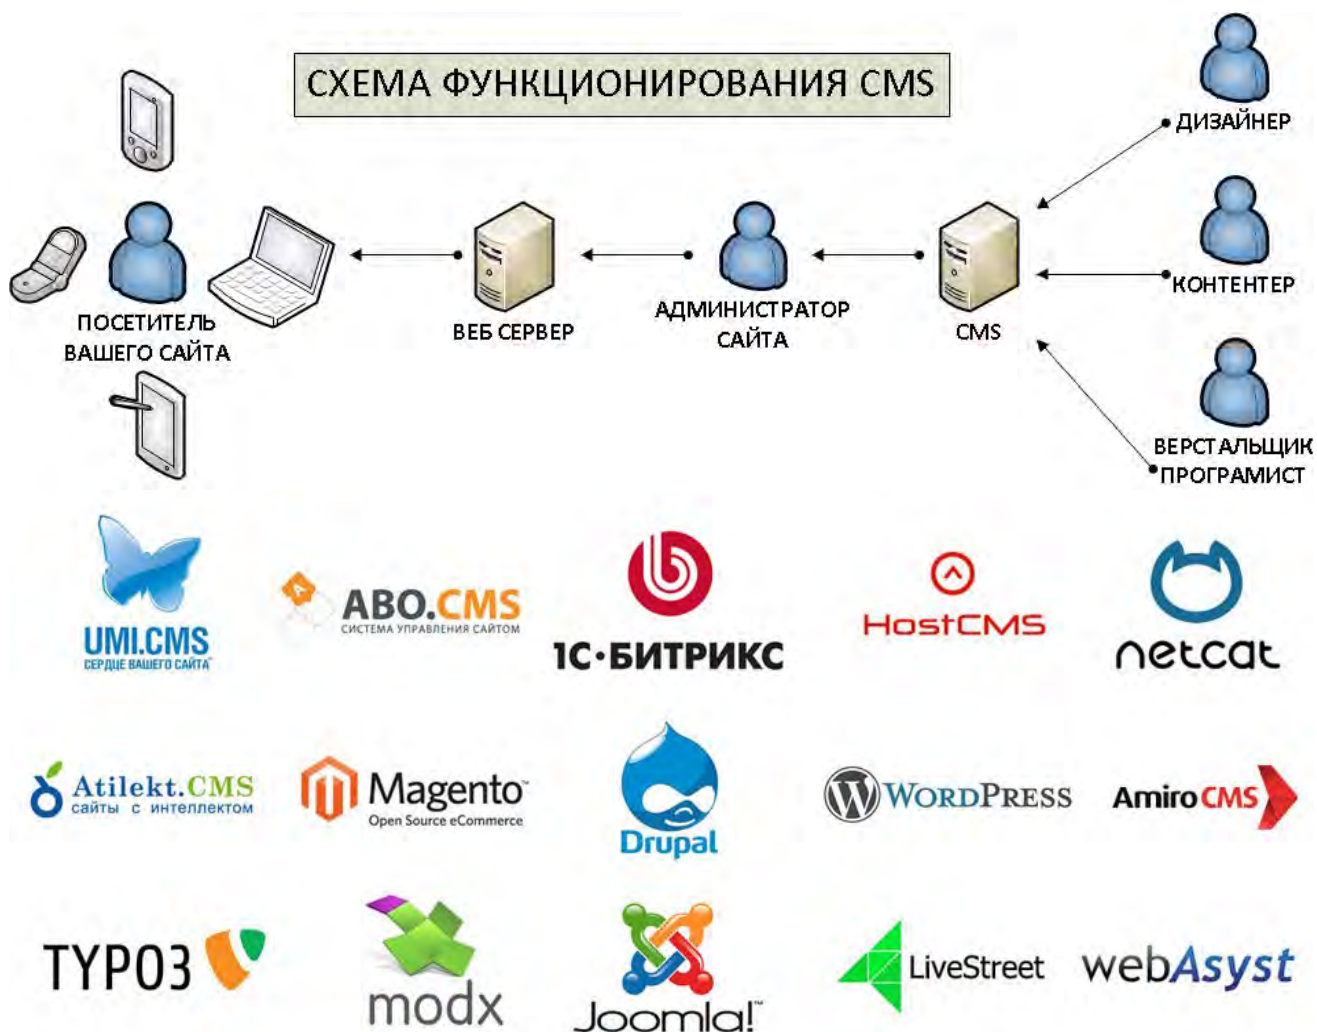 СХЕМА ФУНКЦИОНИРОВАНИЯ CMS
ДИЗАЙНЕР
КОНТЕНТЕР
ВЕРСТАЛЬЩИК
ПРОГРАМИСТ
ПОСЕТИТЕЛЬ
ВАШЕГО САЙТА
ВЕБ СЕРВЕР
АДМИНИСТРАТОР
САЙТА
CMS
UMI.CMS
СЕРДЦЕ ВАШЕГО САЙТА
ABO.CMS
СИСТЕМА УПРАВЛЕНИЯ САЙТОМ
1С·БИТРИКС
HostCMS
netcat
Atilekt.CMS
сайты с интеллектом
Magento™
Open Source eCommerce
Drupal
WORDPRESS
Amiro CMS
TYPO3
modx
Joomla!™
LiveStreet
webAsyst